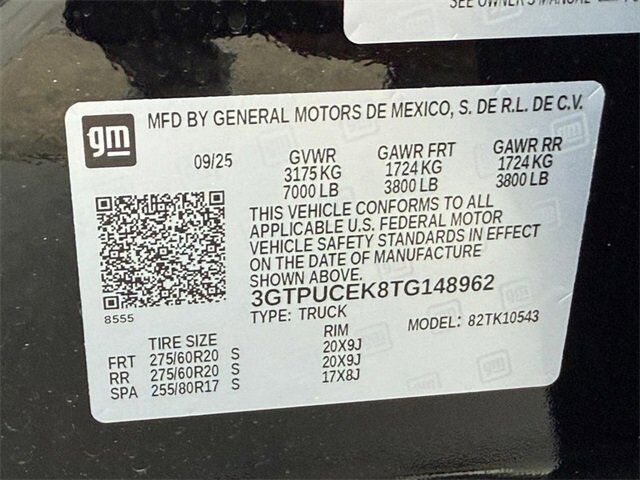 SEE OWNER'S MANUAL
gm
MFD BY GENERAL MOTORS DE MEXICO, S. DE R.L. DE C.V.
09/25 GVWR GAWR FRT GAWR RR
3175 KG 1724 KG 1724 KG
7000 LB 3800 LB 3800 LB
THIS VEHICLE CONFORMS TO ALL
APPLICABLE U.S. FEDERAL MOTOR
VEHICLE SAFETY STANDARDS IN EFFECT
ON THE DATE OF MANUFACTURE
SHOWN ABOVE.
8555
3GTPUCEK8TG148962
TYPE: TRUCK MODEL: 82TK10543
TIRE SIZE RIM
FRT 275/60R20 S 20X9J
RR 275/60R20 S 20X9J
SPA 255/80R17 S 17X8J